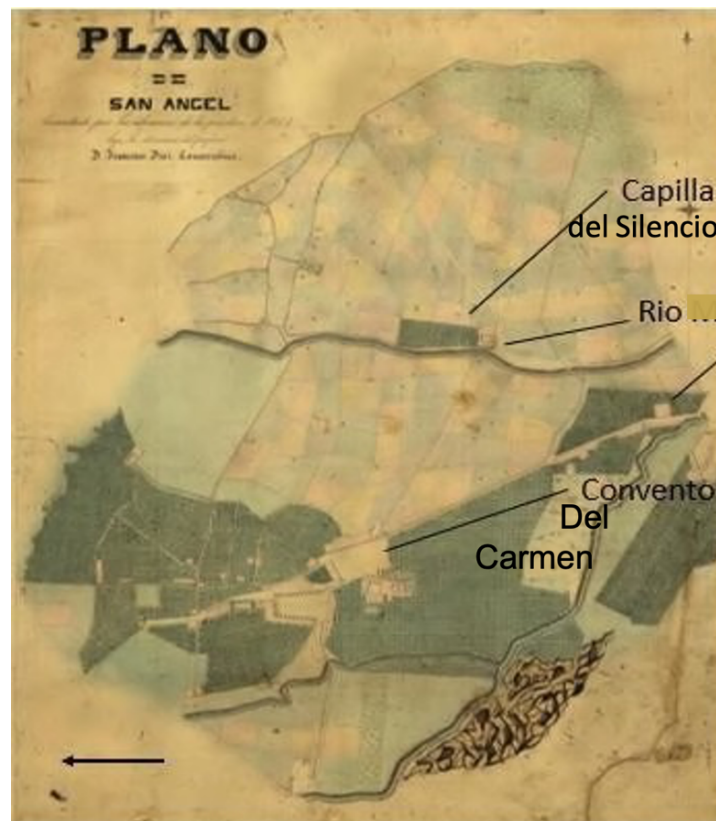 PLANO
DE
SAN ANGEL
Capilla
del Silencio
Rio ...
Convento
Del
Carmen